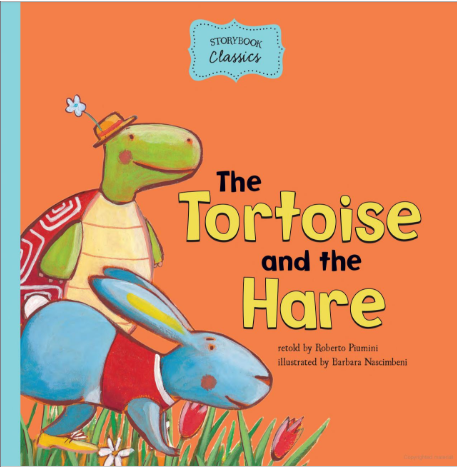 STORYBOOK
Classics
The
Tortoise
and the
Hare
retold by Roberto Piumini
illustrated by Barbara Nascimbeni